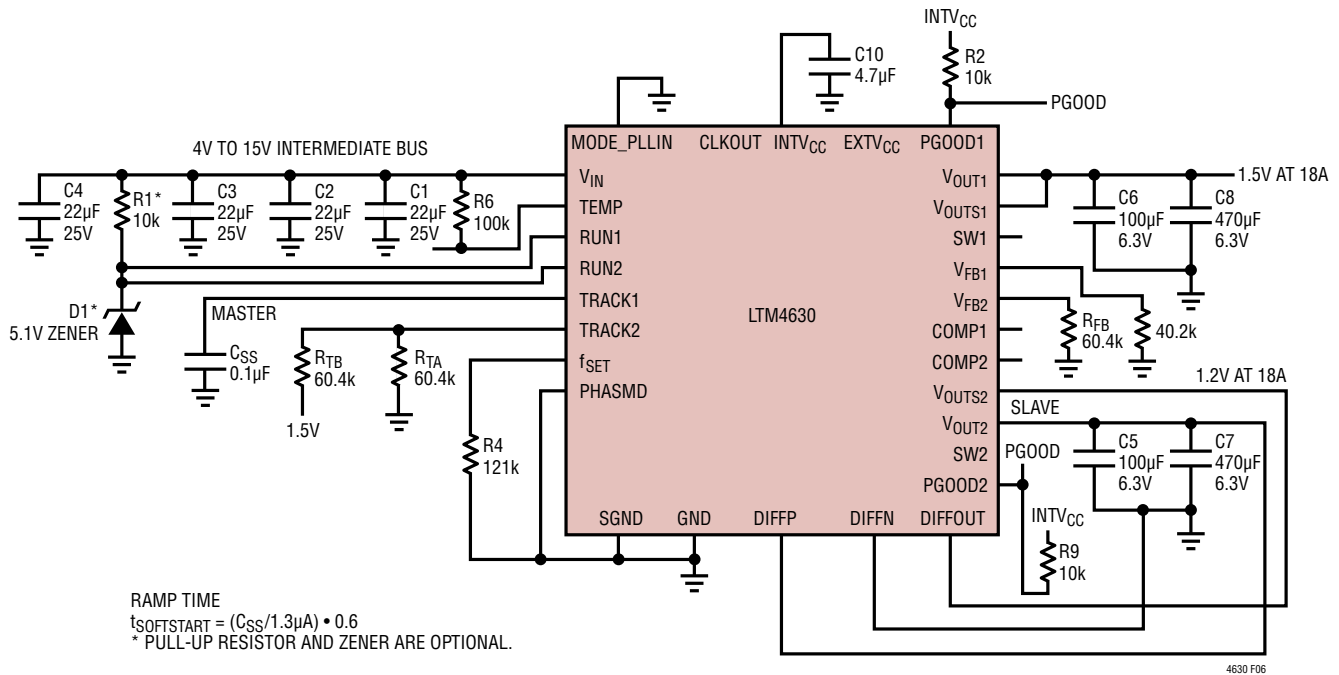 INTVCC
C10
4.7µF
R2
10k
PGOOD
4V TO 15V INTERMEDIATE BUS
MODE_PLLIN CLKOUT INTVCC EXTVCC PGOOD1
C4
22µF
25V
R1*
10k
C3
22µF
25V
C2
22µF
25V
C1
22µF
25V
R6
100k
VIN
TEMP
RUN1
RUN2
TRACK1
TRACK2
fSET
PHASMD
LTM4630
VOUT1
VOUTS1
SW1
VFB1
VFB2
COMP1
COMP2
VOUTS2
VOUT2
SW2
PGOOD2
1.5V AT 18A
C6
100µF
6.3V
C8
470µF
6.3V
D1*
5.1V ZENER
MASTER
CSS
0.1µF
RTB
60.4k
1.5V
RTA
60.4k
R4
121k
RFB
60.4k
40.2k
1.2V AT 18A
SLAVE
PGOOD
C5
100µF
6.3V
C7
470µF
6.3V
INTVCC
R9
10k
SGND GND DIFFP DIFFN DIFFOUT
RAMP TIME
tSOFTSTART = (CSS/1.3µA) • 0.6
* PULL-UP RESISTOR AND ZENER ARE OPTIONAL.
4630 F06